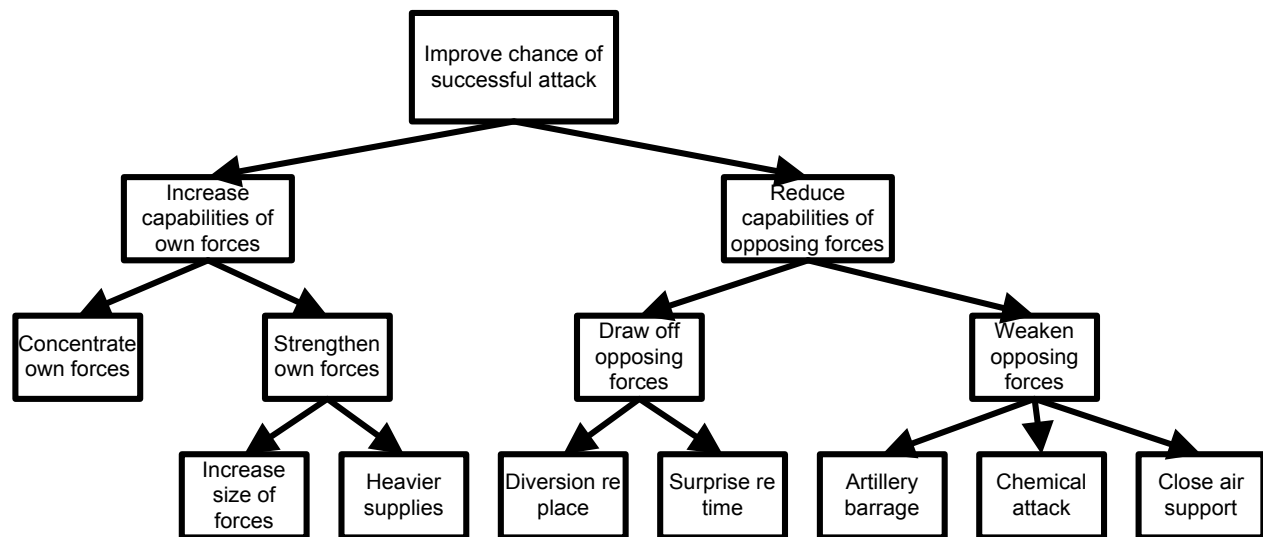 Improve chance of
successful attack
Increase
capabilities of
own forces
Reduce
capabilities of
opposing forces
Concentrate
own forces
Strengthen
own forces
Draw off
opposing
forces
Weaken
opposing
forces
Increase
size of
forces
Heavier
supplies
Diversion re
place
Surprise re
time
Artillery
barrage
Chemical
attack
Close air
support